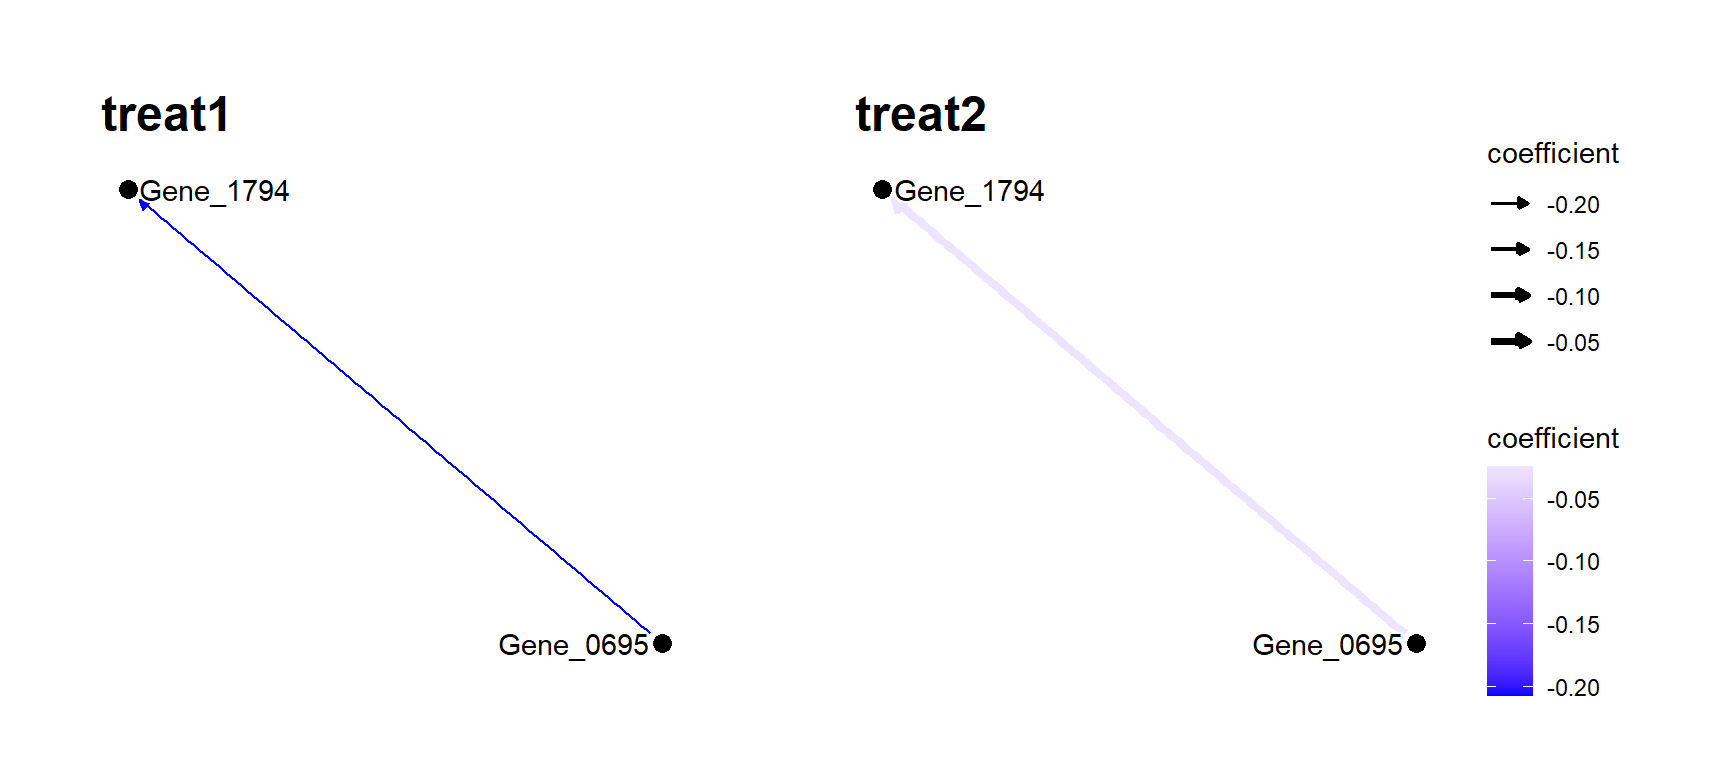 treat1
Gene_1794
Gene_0695
treat2
Gene_1794
Gene_0695
coefficient
-0.20
-0.15
-0.10
-0.05
coefficient
-0.05
-0.10
-0.15
-0.20